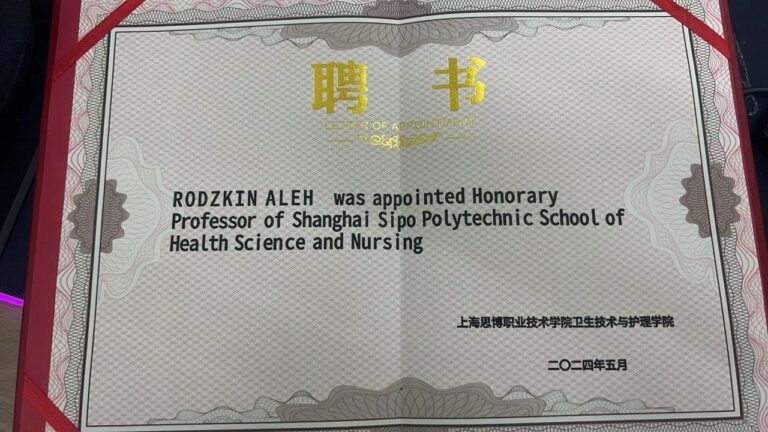 聘书
LETTER OF APPOINTMENT
RODZKIN ALEH was appointed Honorary
Professor of Shanghai Sipo Polytechnic School of
Health Science and Nursing
上海思博职业技术学院卫生技术与护理学院
二〇二四年五月